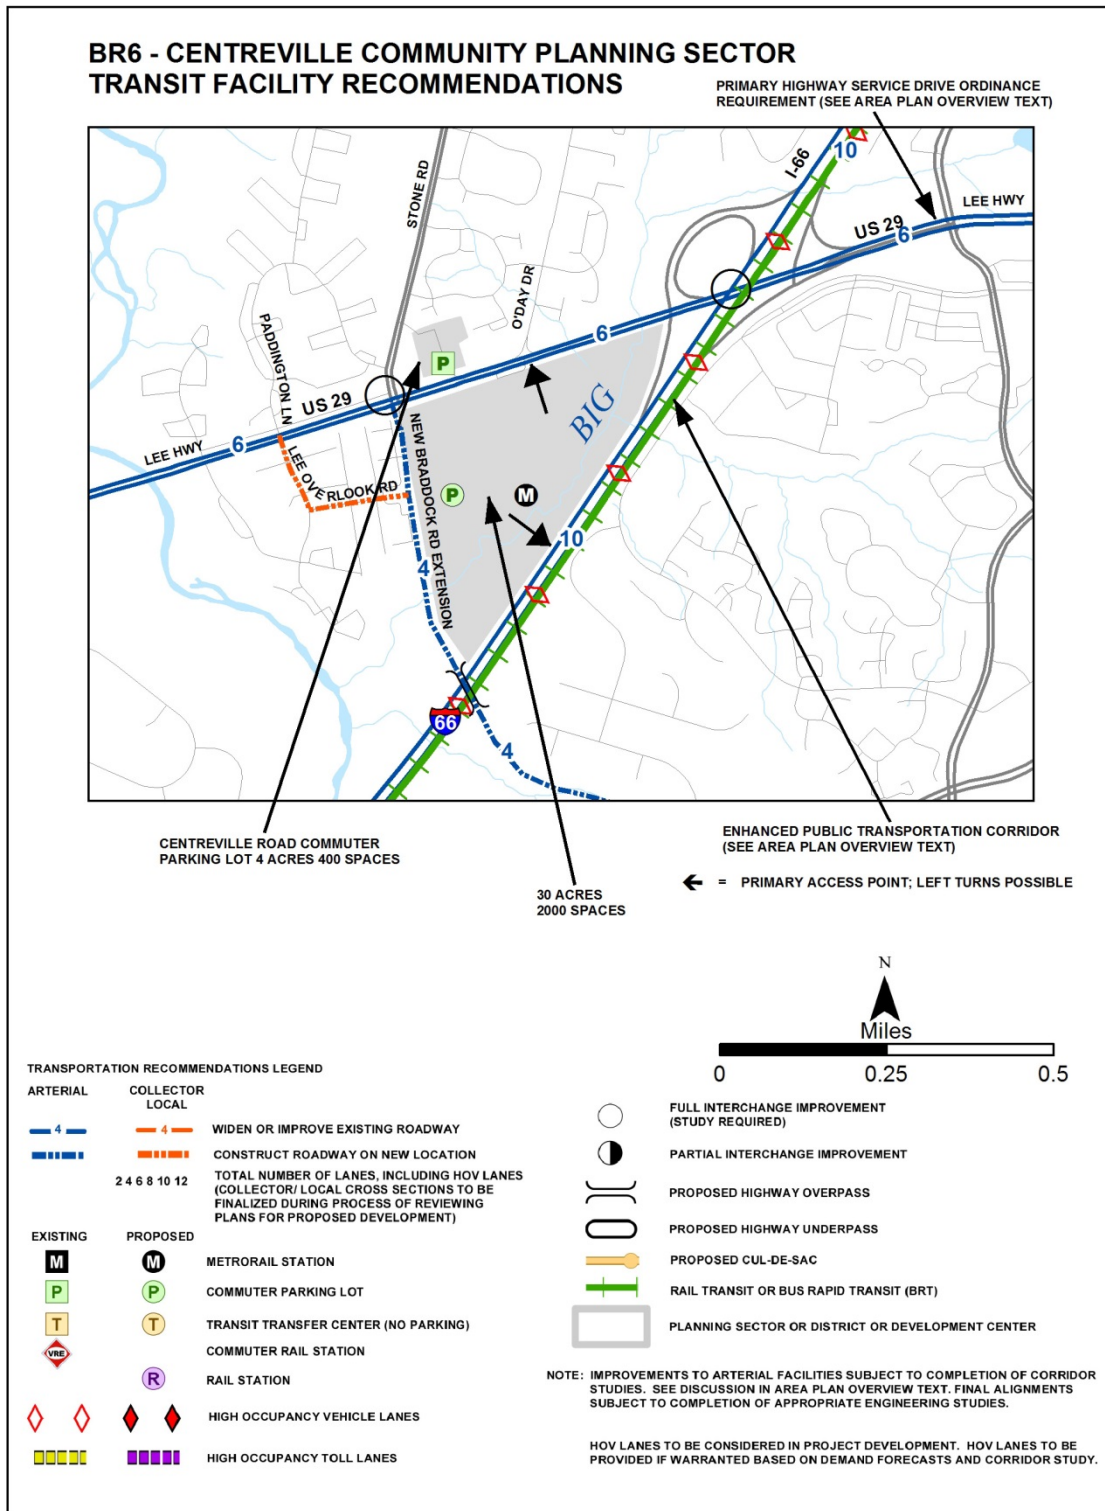 BR6 - CENTREVILLE COMMUNITY PLANNING SECTOR
TRANSIT FACILITY RECOMMENDATIONS
PRIMARY HIGHWAY SERVICE DRIVE ORDINANCE
REQUIREMENT (SEE AREA PLAN OVERVIEW TEXT)
10
I-66
STONE RD
LEE HWY
US 29
6
O'DAY DR
PADDINGTON LN
6
P
US 29
BIG
NEW BRADDOCK RD EXTENSION
LEE HWY
6
LEE OVE
RLOOK RD
P
M
10
4
66
4
CENTREVILLE ROAD COMMUTER
PARKING LOT 4 ACRES 400 SPACES
ENHANCED PUBLIC TRANSPORTATION CORRIDOR
(SEE AREA PLAN OVERVIEW TEXT)
= PRIMARY ACCESS POINT; LEFT TURNS POSSIBLE
30 ACRES
2000 SPACES
N
Miles
0 0.25 0.5
TRANSPORTATION RECOMMENDATIONS LEGEND
ARTERIAL COLLECTOR
LOCAL
4 4 WIDEN OR IMPROVE EXISTING ROADWAY
CONSTRUCT ROADWAY ON NEW LOCATION
2 4 6 8 10 12 TOTAL NUMBER OF LANES, INCLUDING HOV LANES
(COLLECTOR/ LOCAL CROSS SECTIONS TO BE
FINALIZED DURING PROCESS OF REVIEWING
PLANS FOR PROPOSED DEVELOPMENT)
EXISTING PROPOSED
M M METRORAIL STATION
P P COMMUTER PARKING LOT
T T TRANSIT TRANSFER CENTER (NO PARKING)
VRE COMMUTER RAIL STATION
R RAIL STATION
HIGH OCCUPANCY VEHICLE LANES
HIGH OCCUPANCY TOLL LANES
FULL INTERCHANGE IMPROVEMENT
(STUDY REQUIRED)
PARTIAL INTERCHANGE IMPROVEMENT
PROPOSED HIGHWAY OVERPASS
PROPOSED HIGHWAY UNDERPASS
PROPOSED CUL-DE-SAC
RAIL TRANSIT OR BUS RAPID TRANSIT (BRT)
PLANNING SECTOR OR DISTRICT OR DEVELOPMENT CENTER
NOTE: IMPROVEMENTS TO ARTERIAL FACILITIES SUBJECT TO COMPLETION OF CORRIDOR
STUDIES. SEE DISCUSSION IN AREA PLAN OVERVIEW TEXT. FINAL ALIGNMENTS
SUBJECT TO COMPLETION OF APPROPRIATE ENGINEERING STUDIES.
HOV LANES TO BE CONSIDERED IN PROJECT DEVELOPMENT. HOV LANES TO BE
PROVIDED IF WARRANTED BASED ON DEMAND FORECASTS AND CORRIDOR STUDY.